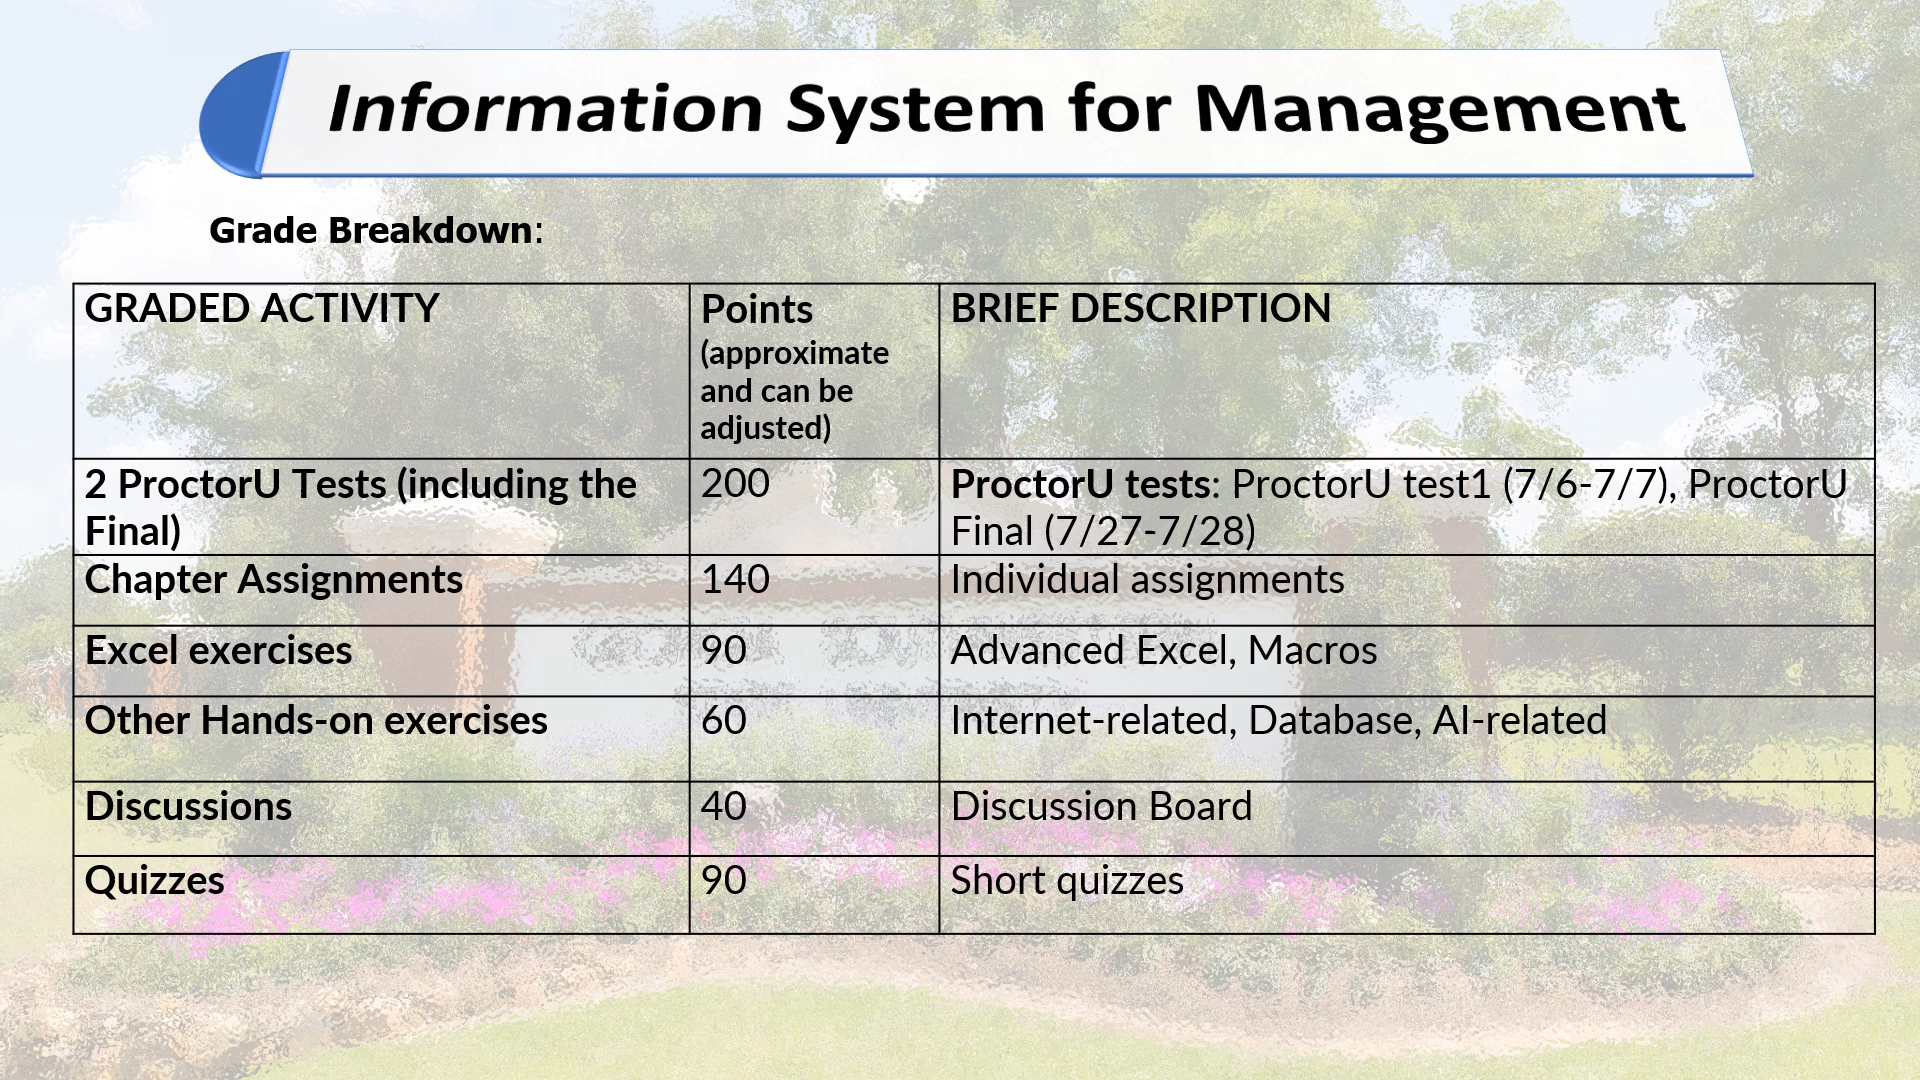 Information System for Management
Grade Breakdown:
GRADED ACTIVITY
Points
(approximate
and can be
adjusted)
BRIEF DESCRIPTION
2 ProctorU Tests (including the
Final)
200
ProctorU tests: ProctorU test1 (7/6-7/7), ProctorU
Final (7/27-7/28)
Chapter Assignments
140
Individual assignments
Excel exercises
90
Advanced Excel, Macros
Other Hands-on exercises
60
Internet-related, Database, AI-related
Discussions
40
Discussion Board
Quizzes
90
Short quizzes